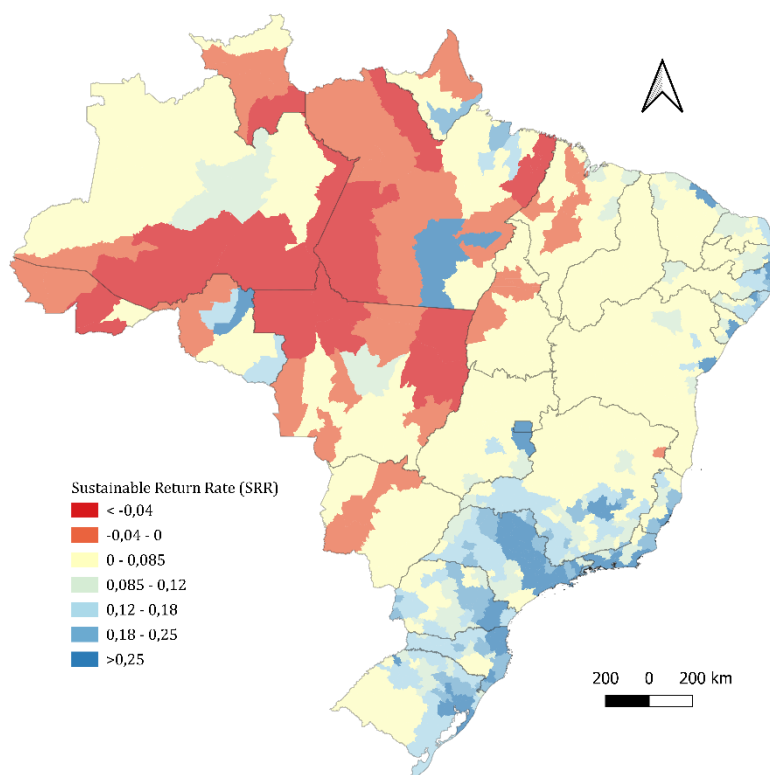 Sustainable Return Rate (SRR)
< -0,04
-0,04 - 0
0 - 0,085
0,085 - 0,12
0,12 - 0,18
0,18 - 0,25
>0,25
200 0 200 km